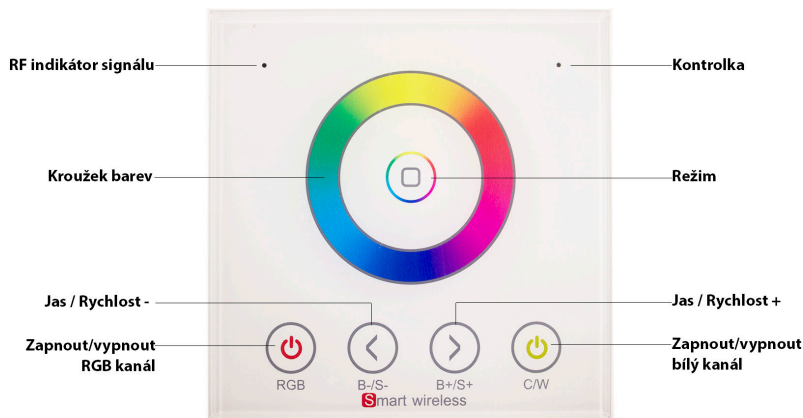 RF indikátor signálu
Kontrolka
Kroužek barev
Režim
Jas / Rychlost -
Jas / Rychlost +
Zapnout/vypnout
RGB kanál
Zapnout/vypnout
bílý kanál
RGB
B-/S-
B+/S+
C/W
Smart wireless